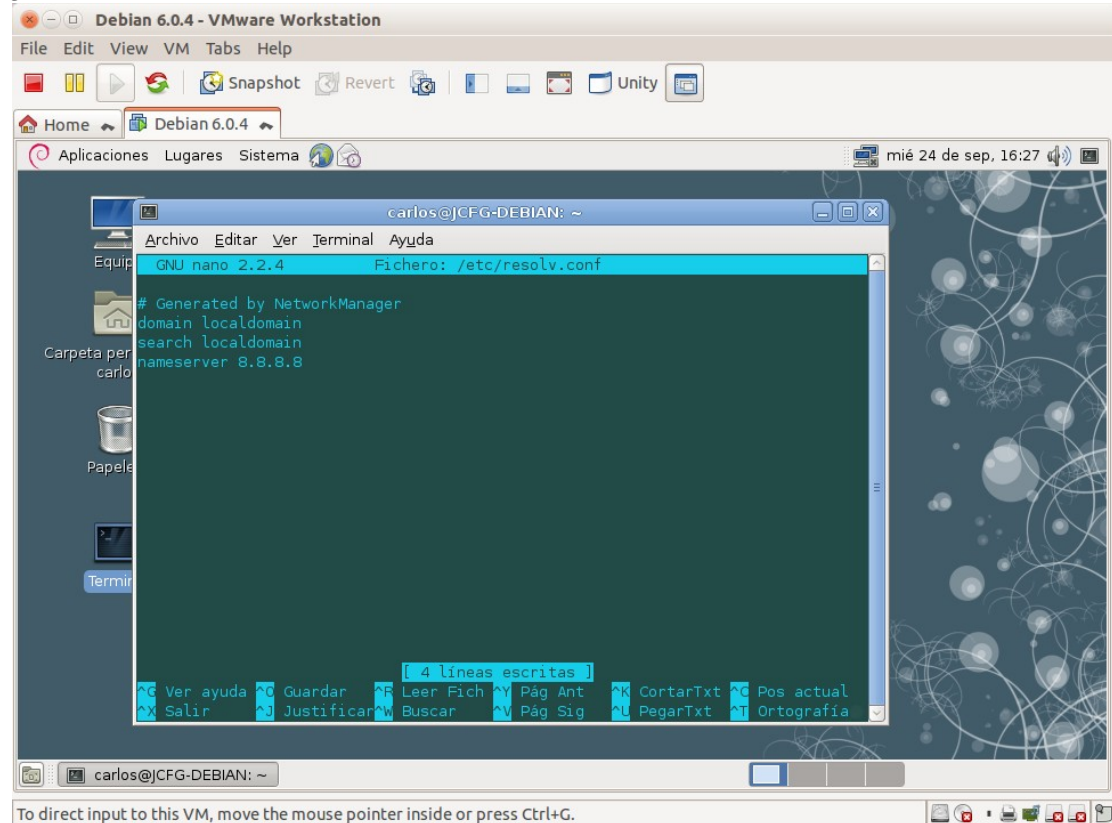 Debian 6.0.4 - VMware Workstation
File Edit View VM Tabs Help
Snapshot Revert Unity
Home Debian 6.0.4
Aplicaciones Lugares Sistema mié 24 de sep, 16:27
carlos@JCFG-DEBIAN: ~
Archivo Editar Ver Terminal Ayuda
Equip
GNU nano 2.2.4 Fichero: /etc/resolv.conf
# Generated by NetworkManager
domain localdomain
search localdomain
nameserver 8.8.8.8
Carpeta per
carlo
Papele
Termin
[ 4 líneas escritas ]
^G Ver ayuda ^O Guardar ^R Leer Fich ^Y Pág Ant ^K CortarTxt ^C Pos actual
^X Salir ^J Justificar ^W Buscar ^V Pág Sig ^U PegarTxt ^T Ortografía
carlos@JCFG-DEBIAN: ~
To direct input to this VM, move the mouse pointer inside or press Ctrl+G.